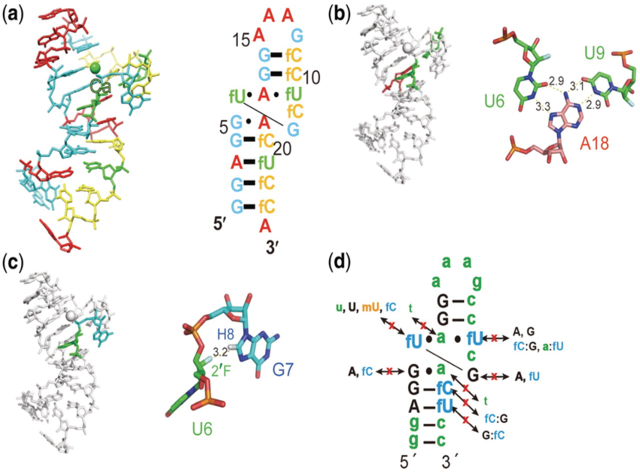 (a)
Ca
A A
A G
15
G fC
G fC
10
fU A fU
fC
5 G A G
G fC
20
A fU
G fC
G fC
5′ A
3′
(b)
U9
2.9
3.1
U6
3.3
2.9
A18
(c)
H8
3.2
2′F
G7
U6
(d)
a a
a g
G c
G c
u, U, mU, fC
t
fU a fU
A, G
fC:G, a:fU
c
A, fC
G a G
A, fU
G fC
t
A fU
fC:G
g c
G:fC
g c
5′ 3′